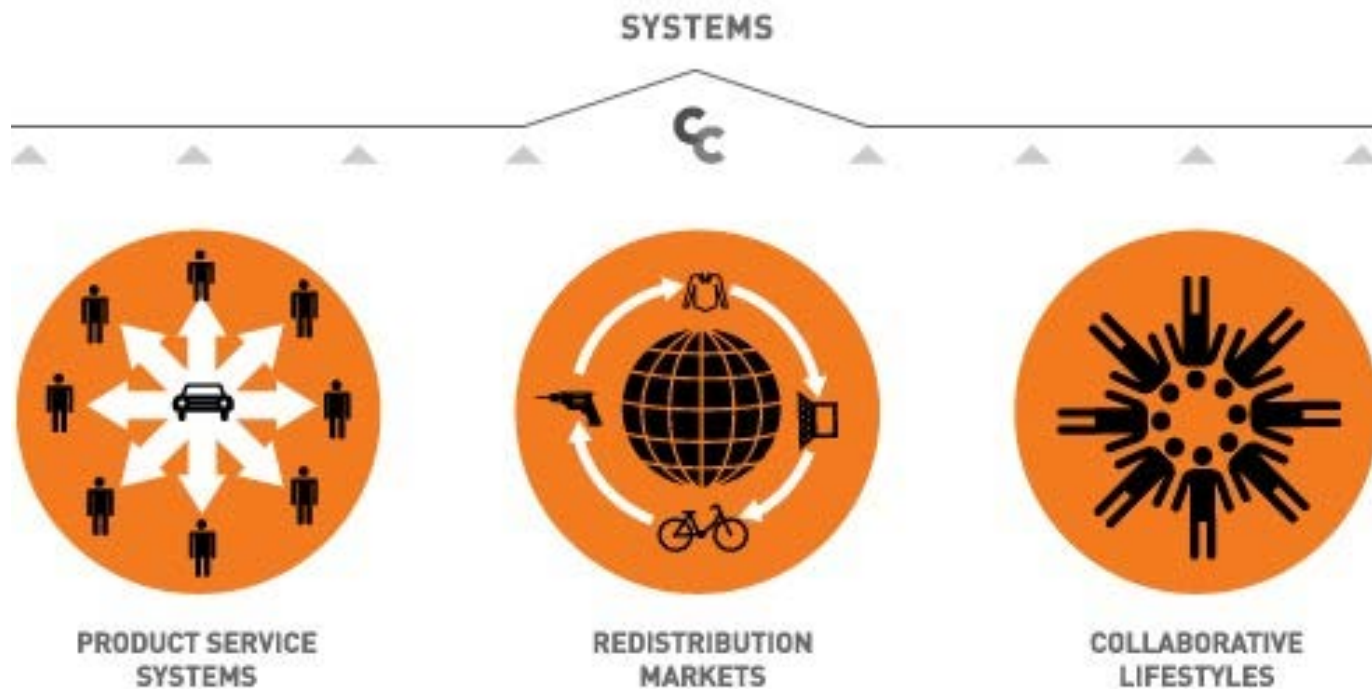 SYSTEMS
CC
PRODUCT SERVICE
SYSTEMS
REDISTRIBUTION
MARKETS
COLLABORATIVE
LIFESTYLES